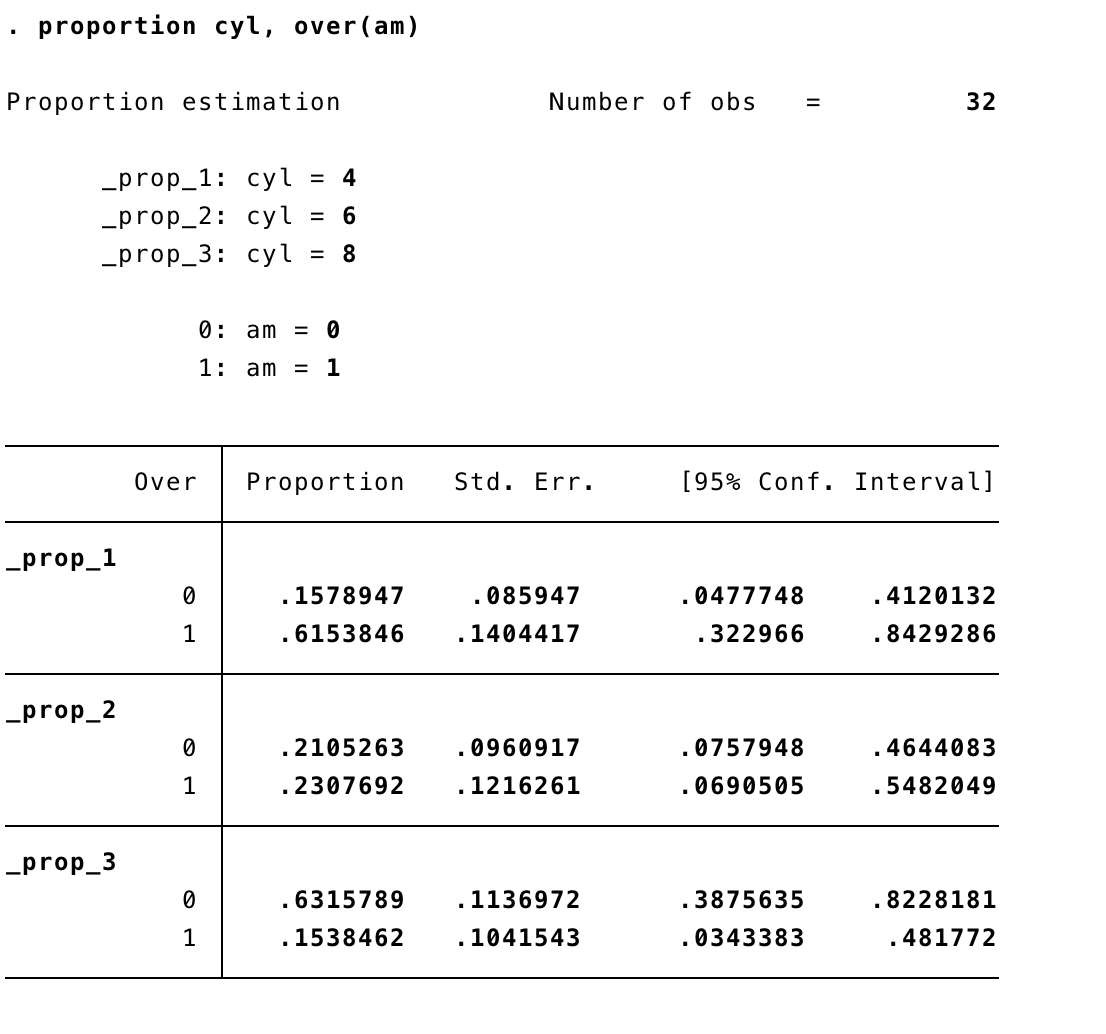 . proportion cyl, over(am)
Proportion estimation Number of obs = 32
_prop_1: cyl = 4
_prop_2: cyl = 6
_prop_3: cyl = 8
0: am = 0
1: am = 1
Over Proportion Std. Err. [95% Conf. Interval]
_prop_1
0 .1578947 .085947 .0477748 .4120132
1 .6153846 .1404417 .322966 .8429286
_prop_2
0 .2105263 .0960917 .0757948 .4644083
1 .2307692 .1216261 .0690505 .5482049
_prop_3
0 .6315789 .1136972 .3875635 .8228181
1 .1538462 .1041543 .0343383 .481772